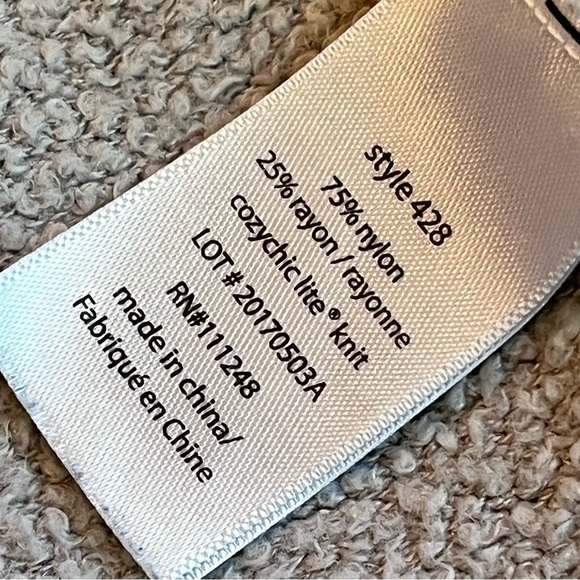 style 428
75% nylon
25% rayon / rayonne
cozychic lite® knit
LOT # 20170503A
RN#111248
made in china/
Fabriqué en Chine